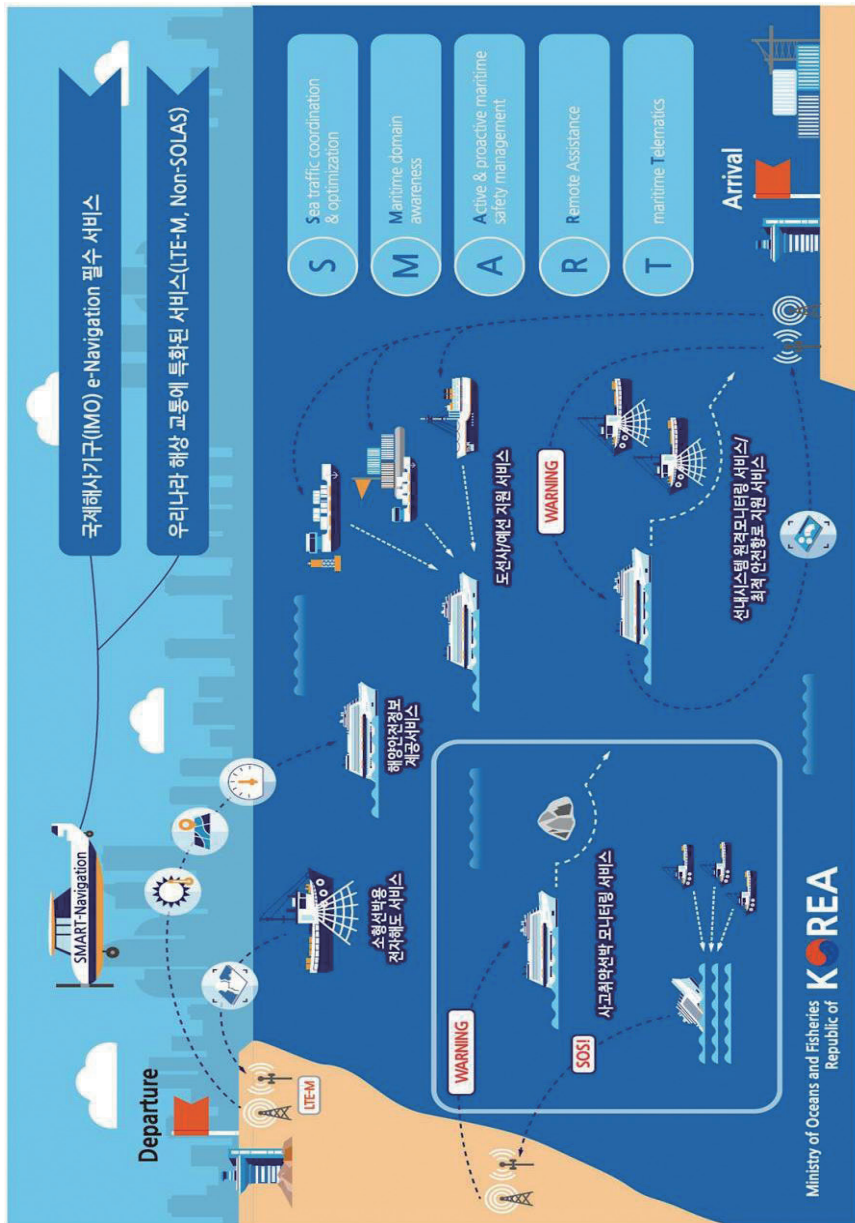 SMART-Navigation
국제해사기구(IMO) e-Navigation 필수 서비스
우리나라 해상 교통에 특화된 서비스(LTE-M, Non-SOLAS)
Departure
LTE-M
소형선박용
전자해도 서비스
해양안전정보
제공서비스
도선사/예선 지원 서비스
S
Sea traffic coordination
& optimization
M
Maritime domain
awareness
A
Active & proactive maritime
safety management
R
Remote Assistance
T
maritime Telematics
WARNING
사고취약선박 모니터링 서비스
SOS!
WARNING
선내시스템 원격모니터링 서비스/
최적 안전항로 지원 서비스
Arrival
Ministry of Oceans and Fisheries
Republic of
KOREA